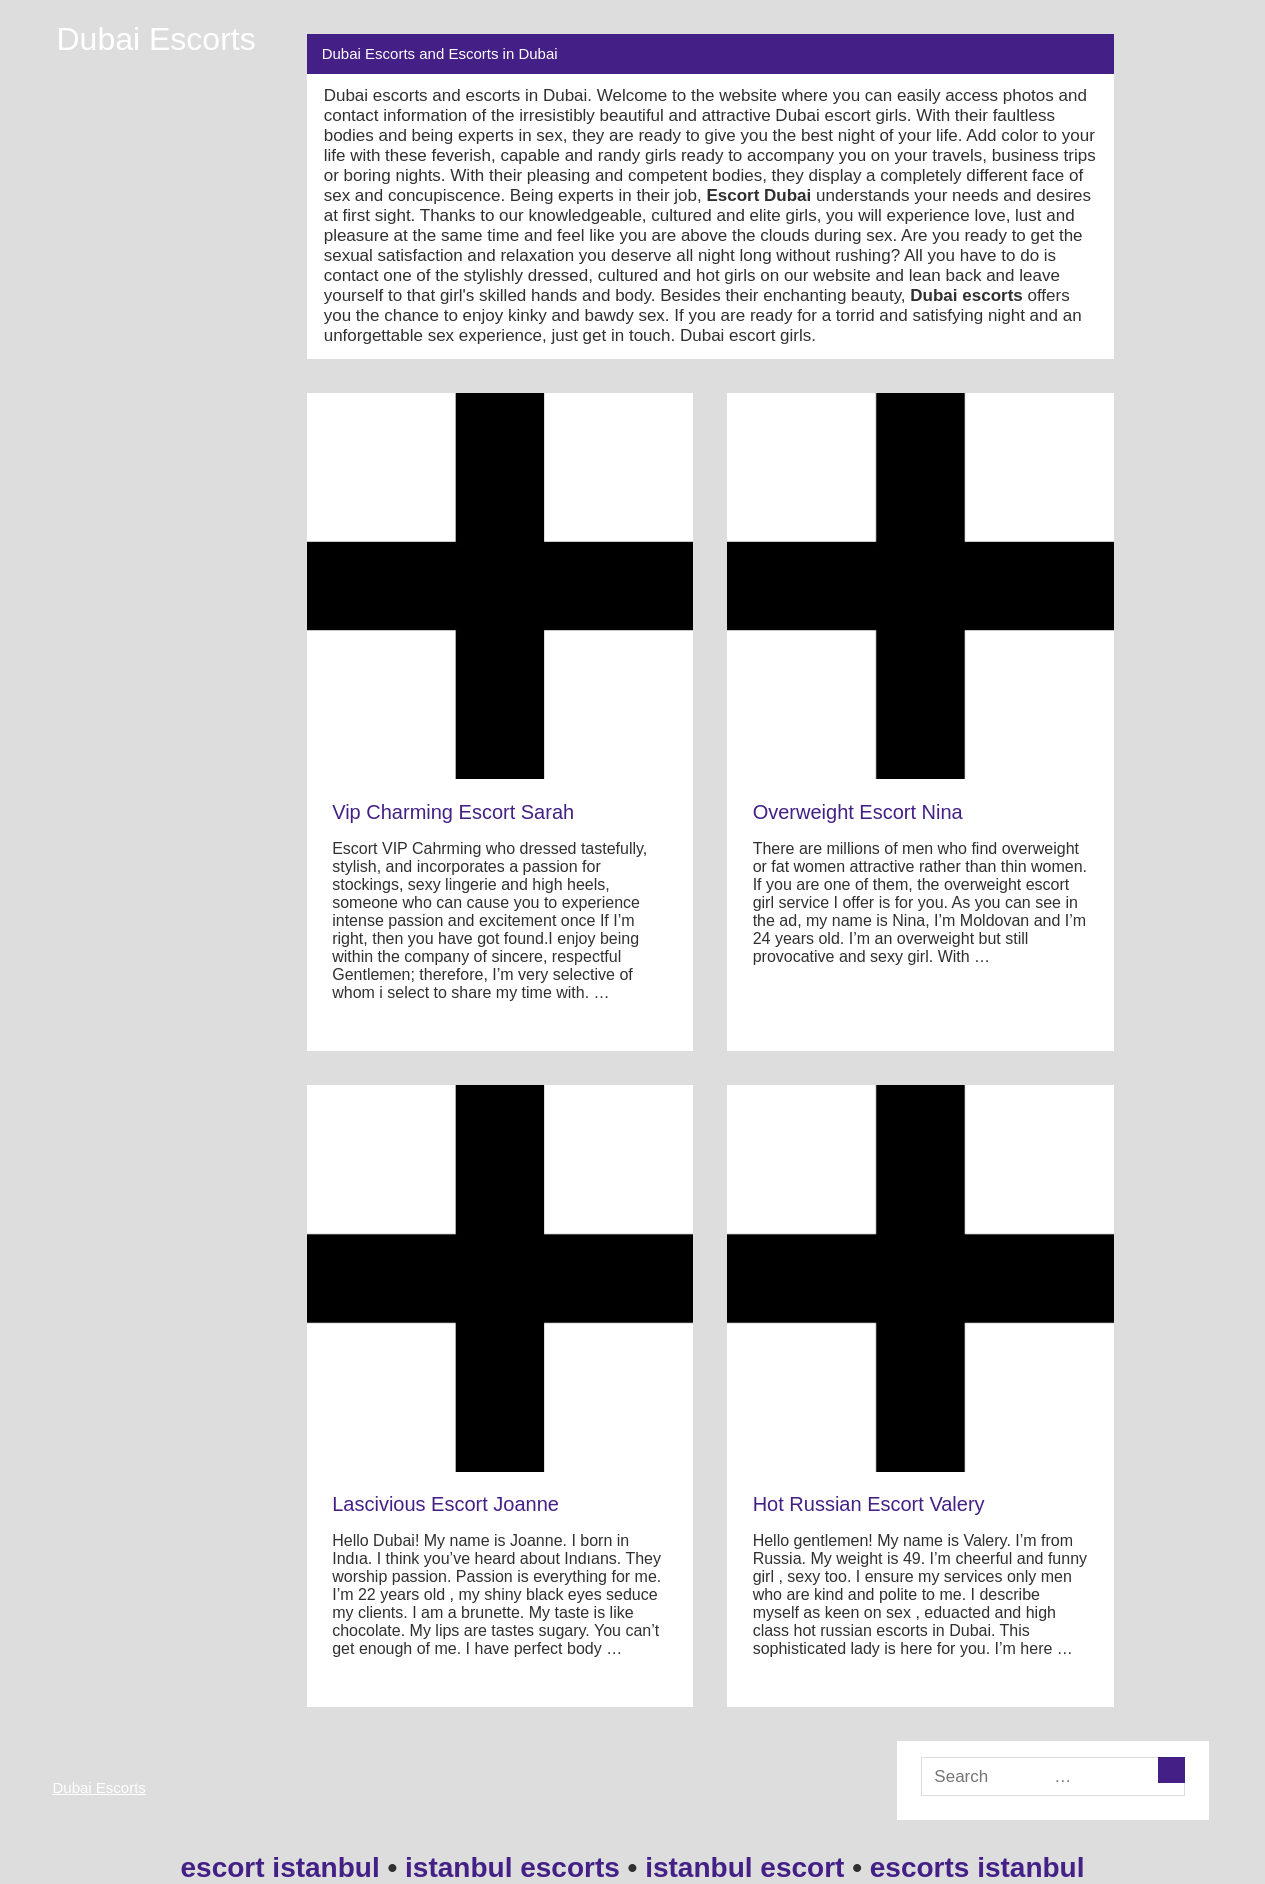 Dubai Escorts
Dubai Escorts and Escorts in Dubai
Dubai escorts and escorts in Dubai. Welcome to the website where you can easily access photos and
contact information of the irresistibly beautiful and attractive Dubai escort girls. With their faultless
bodies and being experts in sex, they are ready to give you the best night of your life. Add color to your
life with these feverish, capable and randy girls ready to accompany you on your travels, business trips
or boring nights. With their pleasing and competent bodies, they display a completely different face of
sex and concupiscence. Being experts in their job, Escort Dubai understands your needs and desires
at first sight. Thanks to our knowledgeable, cultured and elite girls, you will experience love, lust and
pleasure at the same time and feel like you are above the clouds during sex. Are you ready to get the
sexual satisfaction and relaxation you deserve all night long without rushing? All you have to do is
contact one of the stylishly dressed, cultured and hot girls on our website and lean back and leave
yourself to that girl's skilled hands and body. Besides their enchanting beauty, Dubai escorts offers
you the chance to enjoy kinky and bawdy sex. If you are ready for a torrid and satisfying night and an
unforgettable sex experience, just get in touch. Dubai escort girls.
Vip Charming Escort Sarah
Escort VIP Cahrming who dressed tastefully,
stylish, and incorporates a passion for
stockings, sexy lingerie and high heels,
someone who can cause you to experience
intense passion and excitement once If I’m
right, then you have got found.I enjoy being
within the company of sincere, respectful
Gentlemen; therefore, I’m very selective of
whom i select to share my time with. …
Overweight Escort Nina
There are millions of men who find overweight
or fat women attractive rather than thin women.
If you are one of them, the overweight escort
girl service I offer is for you. As you can see in
the ad, my name is Nina, I’m Moldovan and I’m
24 years old. I’m an overweight but still
provocative and sexy girl. With …
Lascivious Escort Joanne
Hello Dubai! My name is Joanne. I born in
Indıa. I think you’ve heard about Indıans. They
worship passion. Passion is everything for me.
I’m 22 years old , my shiny black eyes seduce
my clients. I am a brunette. My taste is like
chocolate. My lips are tastes sugary. You can’t
get enough of me. I have perfect body …
Hot Russian Escort Valery
Hello gentlemen! My name is Valery. I’m from
Russia. My weight is 49. I’m cheerful and funny
girl , sexy too. I ensure my services only men
who are kind and polite to me. I describe
myself as keen on sex , eduacted and high
class hot russian escorts in Dubai. This
sophisticated lady is here for you. I’m here …
Dubai Escorts
Search …
escort istanbul • istanbul escorts • istanbul escort • escorts istanbul